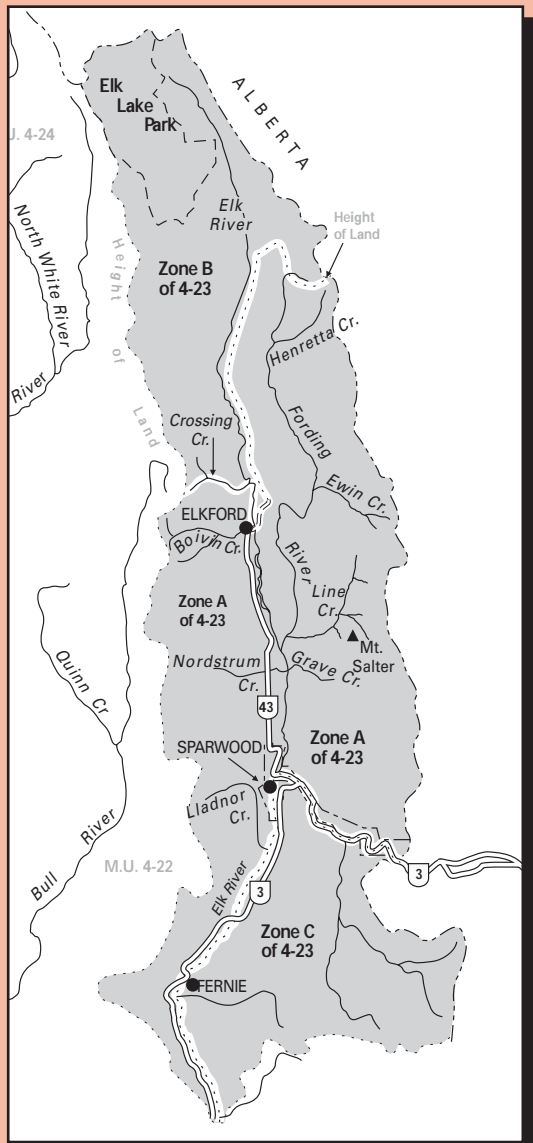 Elk
Lake
Park
ALBERTA
U. 4-24
Elk
River
Height
of Land
North White River
Height of Land
Zone B
of 4-23
Henretta Cr.
River
Crossing
Cr.
Fording
River
Ewin Cr.
ELKFORD
Boivin Cr.
Line
Cr.
Zone A
of 4-23
Mt.
Salter
Quinn Cr
Nordstrum
Cr.
Grave Cr.
43
SPARWOOD
Zone A
of 4-23
Lladnor
Cr.
Bull River
M.U. 4-22
Elk River
3
3
Zone C
of 4-23
FERNIE